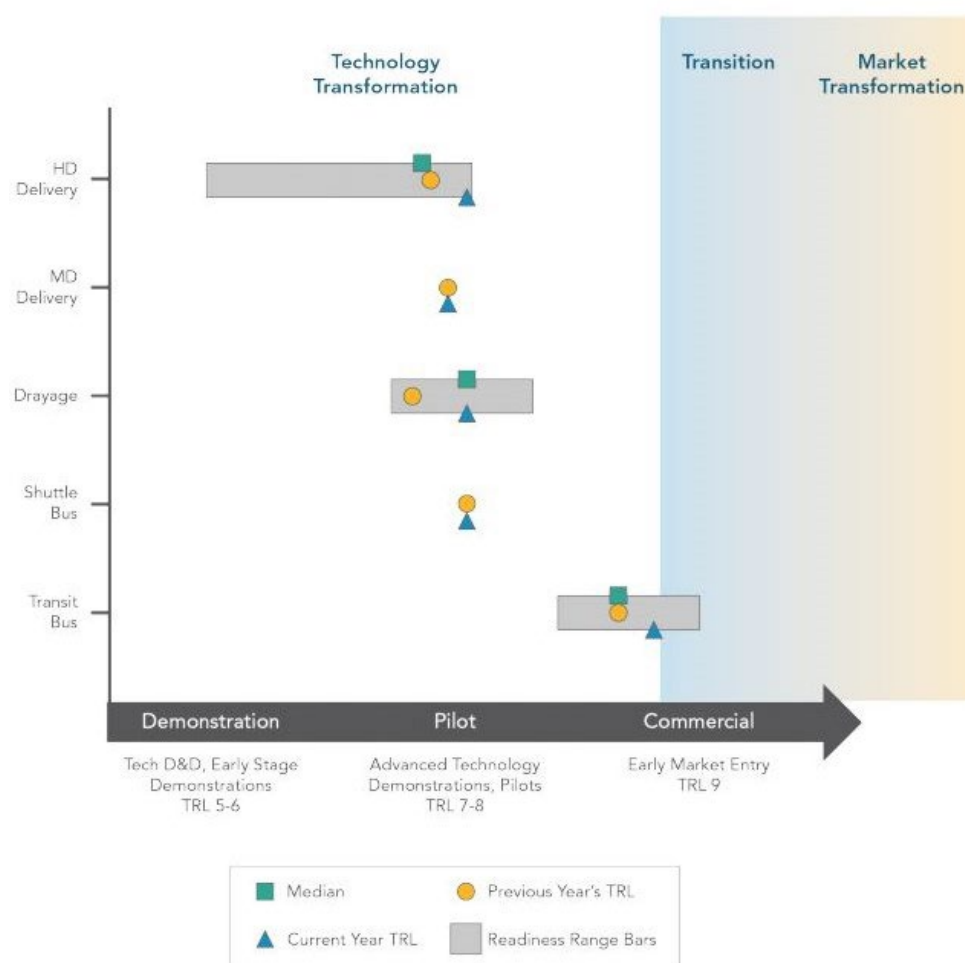 Technology
Transformation
Transition
Market
Transformation
HD
Delivery
MD
Delivery
Drayage
Shuttle
Bus
Transit
Bus
Demonstration
Pilot
Commercial
Tech D&D, Early Stage
Demonstrations
TRL 5-6
Advanced Technology
Demonstrations, Pilots
TRL 7-8
Early Market Entry
TRL 9
Median
Previous Year's TRL
Current Year TRL
Readiness Range Bars